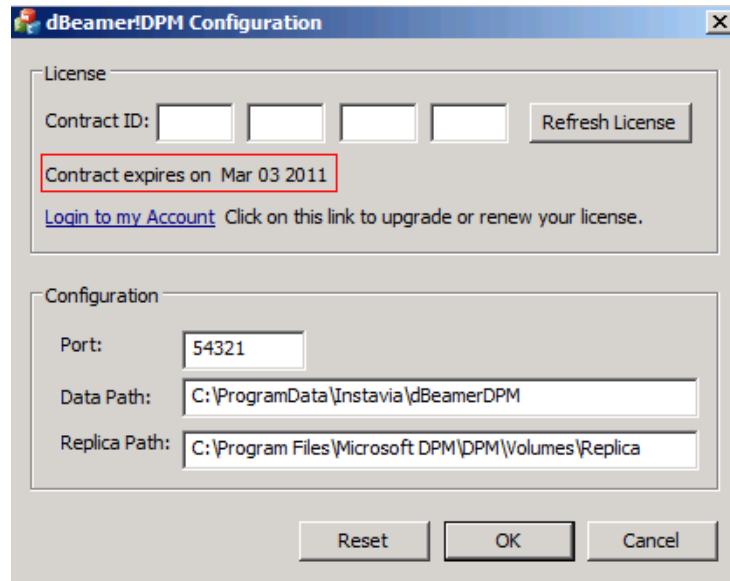 dBeamer!DPM Configuration
License
Contract ID:
Refresh License
Contract expires on Mar 03 2011
Login to my Account Click on this link to upgrade or renew your license.
Configuration
Port: 54321
Data Path: C:\ProgramData\Instavia\dBeamerDPM
Replica Path: C:\Program Files\Microsoft DPM\DPM\Volumes\Replica
Reset OK Cancel